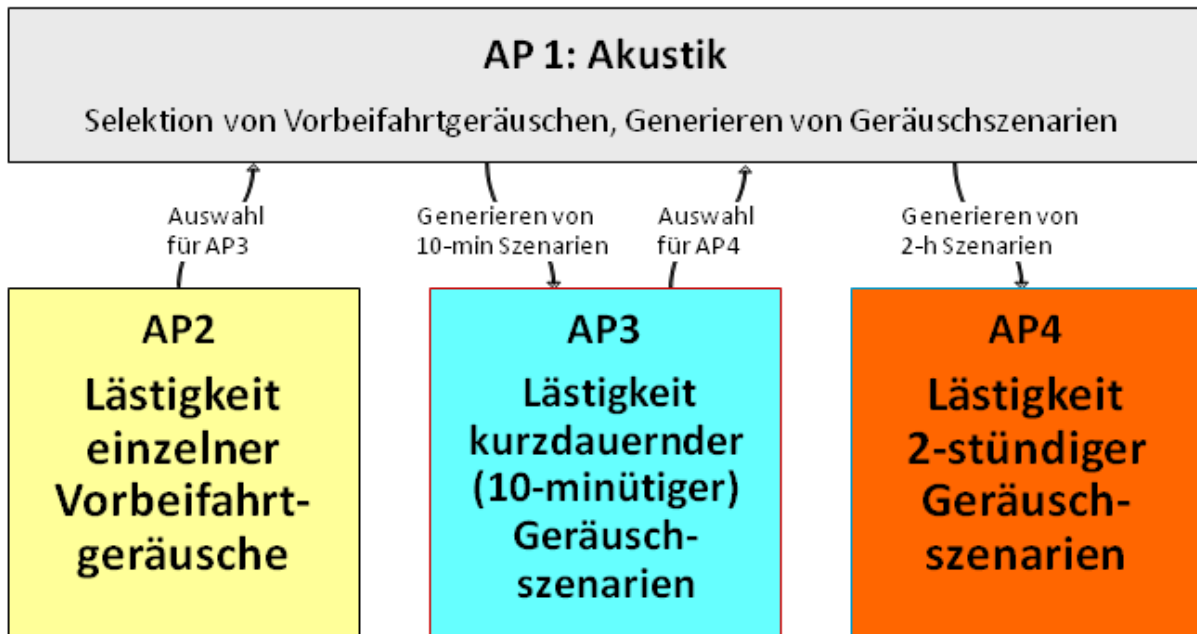 AP 1: Akustik
Selektion von Vorbeifahrtgeräuschen, Generieren von Geräuschszenarien
Auswahl
für AP3
Generieren von
10-min Szenarien
Auswahl
für AP4
Generieren von
2-h Szenarien
AP2
Lästigkeit
einzelner
Vorbeifahrt-
geräusche
AP3
Lästigkeit
kurzdauernder
(10-minütiger)
Geräusch-
szenarien
AP4
Lästigkeit
2-stündiger
Geräusch-
szenarien